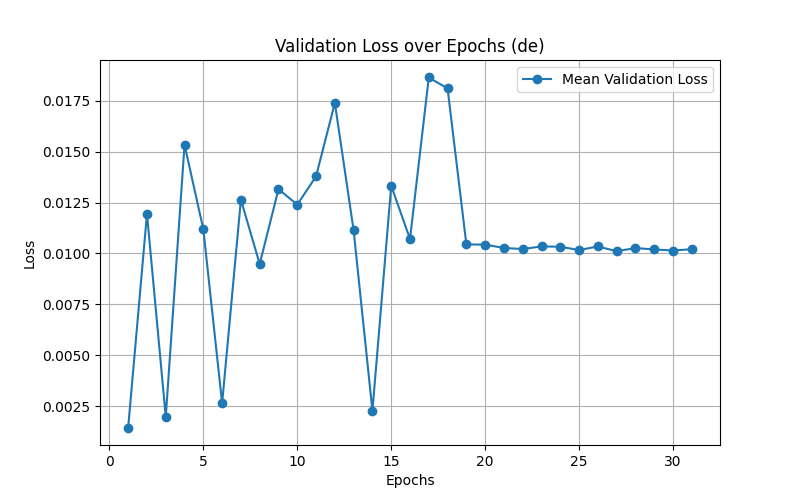 Validation Loss over Epochs (de)
Mean Validation Loss
0.0175
0.0150
0.0125
0.0100
0.0075
0.0050
0.0025
Loss
0 5 10 15 20 25 30
Epochs